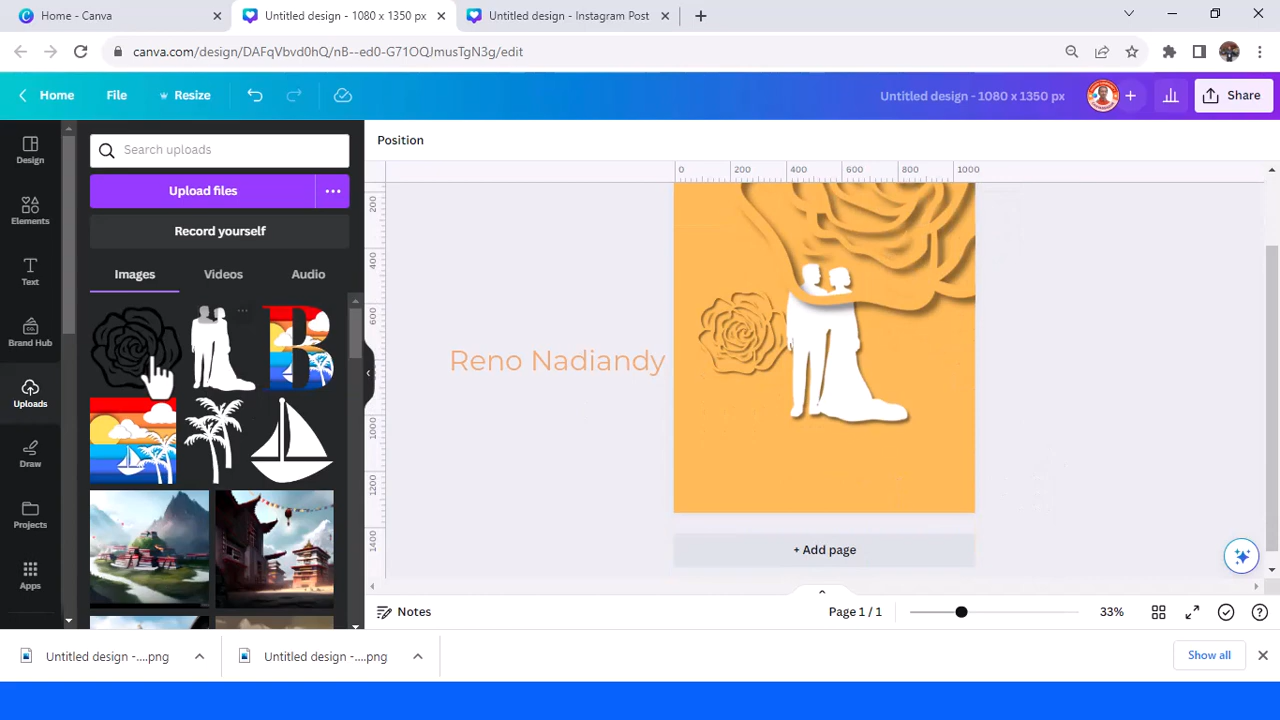 Home - Canva
Untitled design - 1080 x 1350 px
Untitled design - Instagram Post
canva.com/design/DAFqVbvd0hQ/nB--ed0-G71OQJmusTgN3g/edit
Home
File
Resize
Untitled design - 1080 x 1350 px
Share
Design
Elements
Text
Brand Hub
Uploads
Draw
Projects
Apps
Search uploads
Upload files
Record yourself
Images
Videos
Audio
B
Position
0 200 400 600 800 1000
200
400
600
800
1000
1200
1400
Reno Nadiandy
+ Add page
Notes
Page 1 / 1
33%
Untitled design -....png
Untitled design -....png
Show all